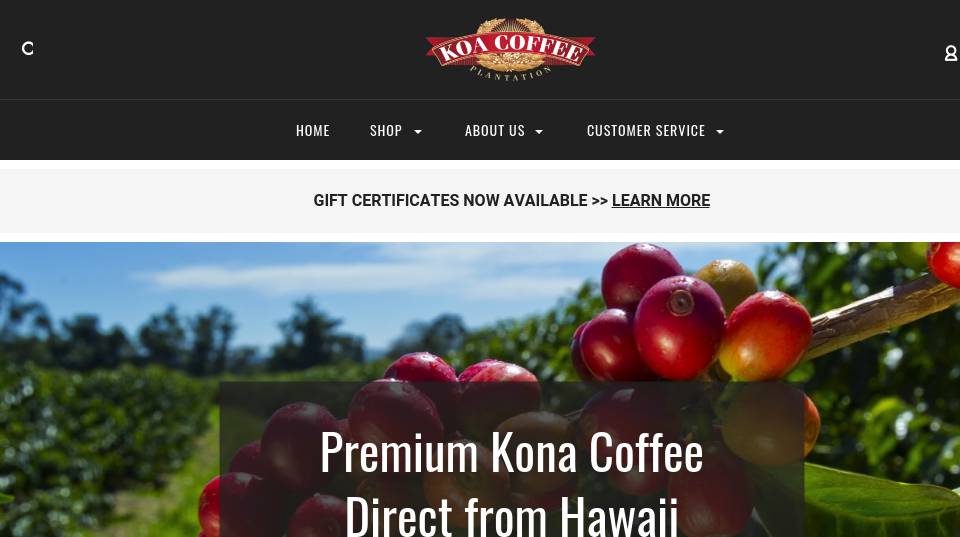 KOA COFFEE
PLANTATION
HOME SHOP ABOUT US CUSTOMER SERVICE
GIFT CERTIFICATES NOW AVAILABLE >> LEARN MORE
Premium Kona Coffee
Direct from Hawaii